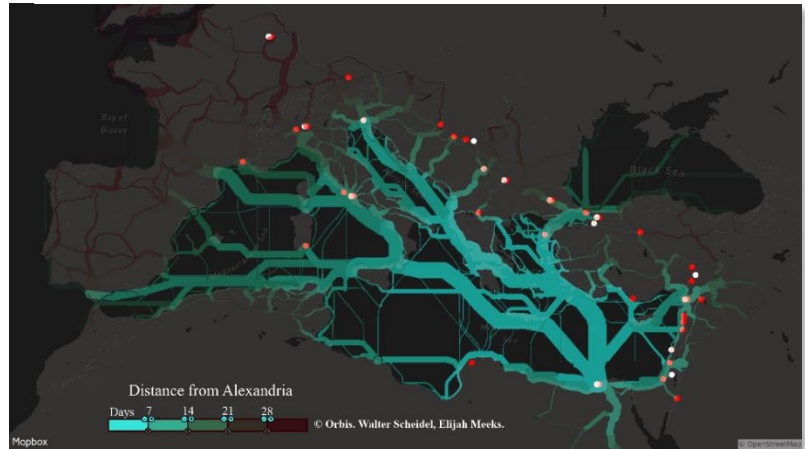 Bay of
Biscay
Black Sea
Sea
Distance from Alexandria
Days 7 14 21 28
© Orbis. Walter Scheidel, Elijah Meeks.
Mapbox
© OpenStreetMap